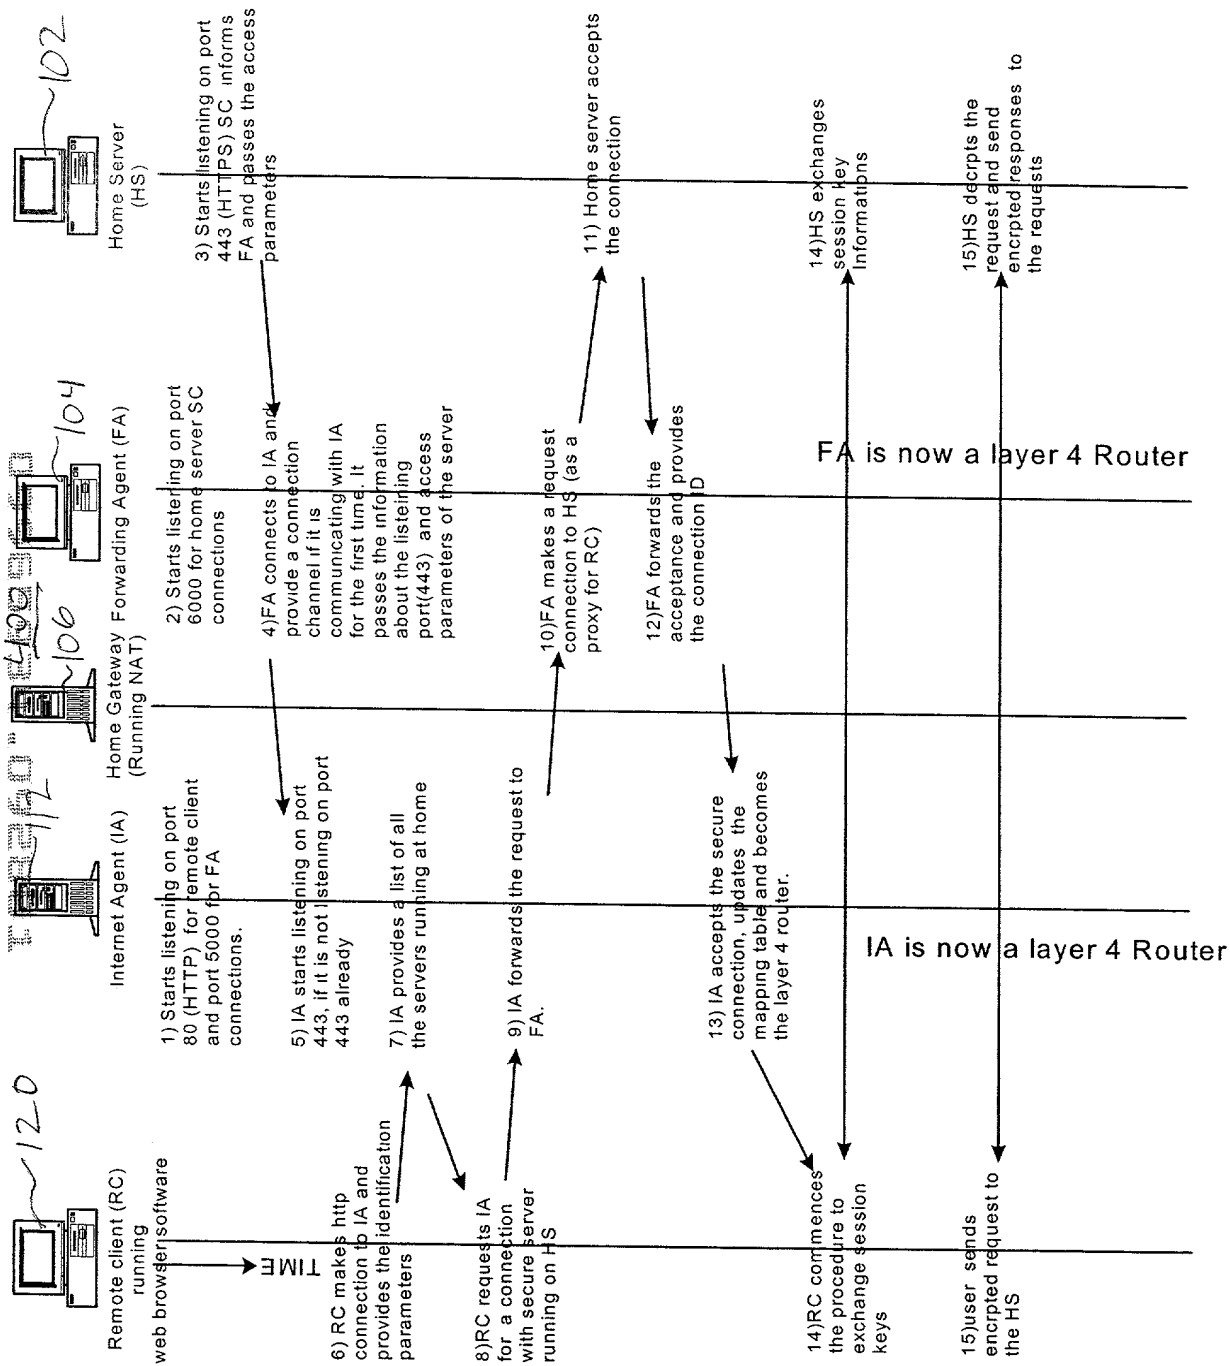 120
Remote client (RC)
running
web browser software
TIME
112
Internet Agent (IA)
400
106
Home Gateway
(Running NAT)
104
Forwarding Agent (FA)
102
Home Server
(HS)
1) Starts listening on port
80 (HTTP) for remote client
and port 5000 for FA
connections.
2) Starts listening on port
6000 for home server SC
connections
3) Starts listening on port
443 (HTTPS) SC informs
FA and passes the access
parameters
4)FA connects to IA and
provide a connection
channel if it is
communicating with IA
for the first time. It
passes the information
about the listening
port(443) and access
parameters of the server
5) IA starts listening on port
443, if it is not listening on port
443 already
6) RC makes http
connection to IA and
provides the identification
parameters
7) IA provides a list of all
the servers running at home
8)RC requests IA
for a connection
with secure server
running on HS
9) IA forwards the request to
FA.
10)FA makes a request
connection to HS (as a
proxy for RC)
11) Home server accepts
the connection
12)FA forwards the
acceptance and provides
the connection ID
13) IA accepts the secure
connection, updates the
mapping table and becomes
the layer 4 router.
FA is now a layer 4 Router
IA is now a layer 4 Router
14)RC commences
the procedure to
exchange session
keys
14)HS exchanges
session key
Informations
15)user sends
encrpted request to
the HS
15)HS decrpts the
request and send
encrpted responses to
the requests